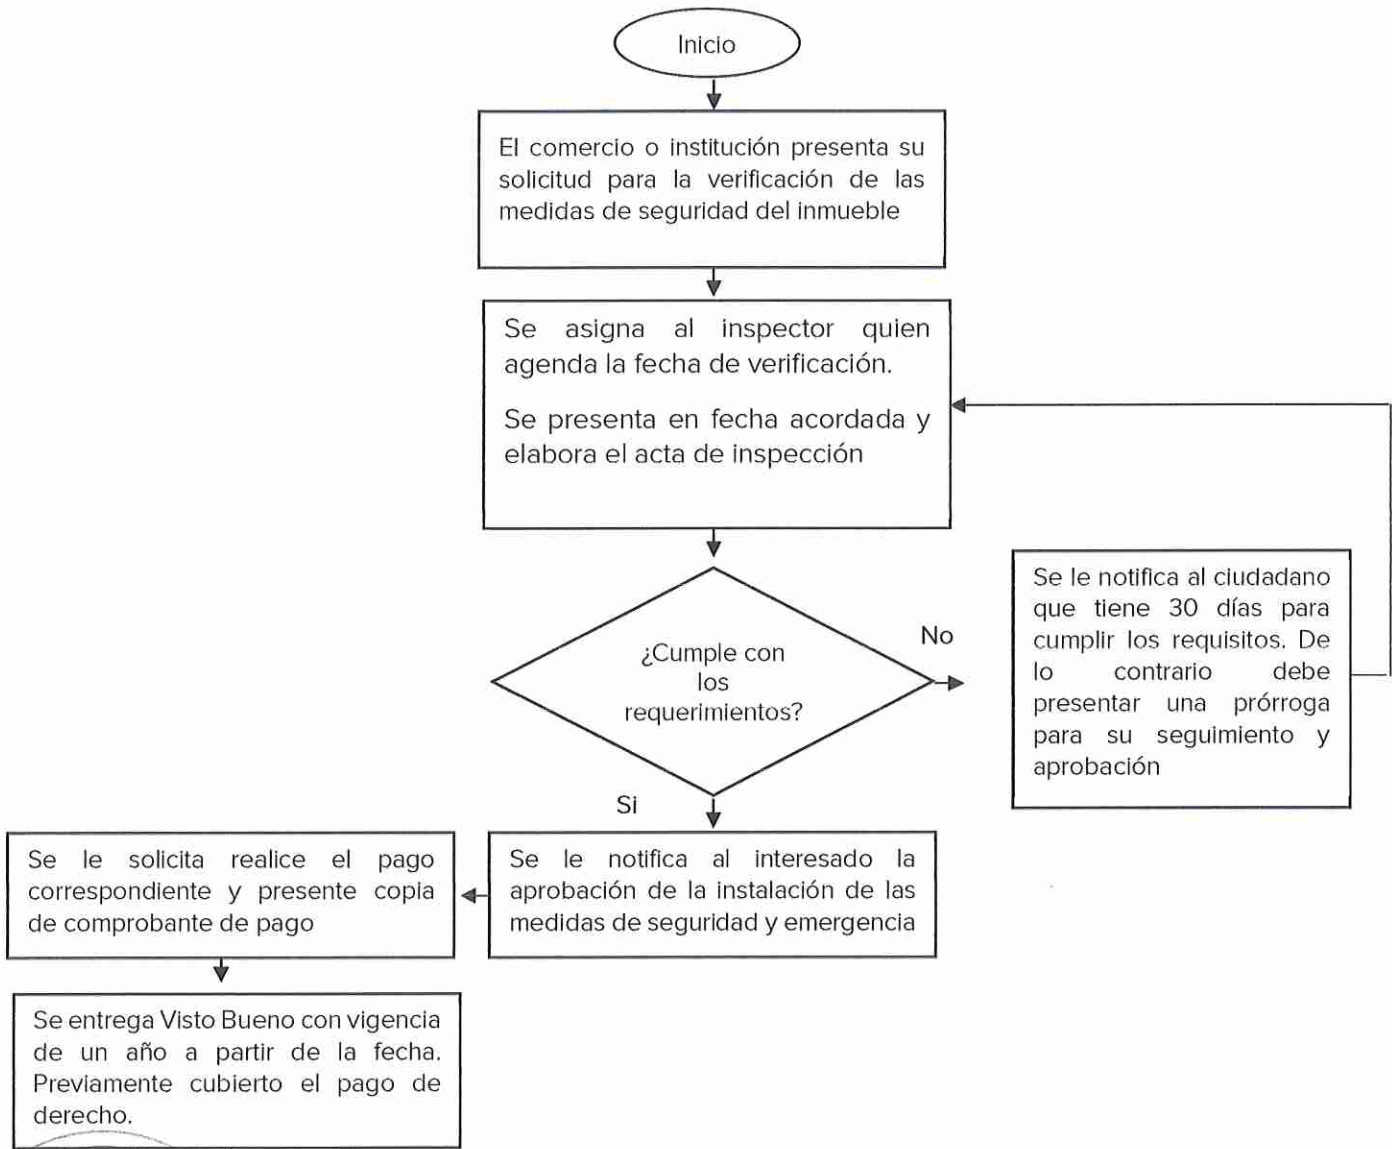 Inicio
El comercio o institución presenta su
solicitud para la verificación de las
medidas de seguridad del inmueble
Se asigna al inspector quien
agenda la fecha de verificación.
Se presenta en fecha acordada y
elabora el acta de inspección
¿Cumple con
los
requerimientos?
No
Se le notifica al ciudadano
que tiene 30 días para
cumplir los requisitos. De
lo contrario debe
presentar una prórroga
para su seguimiento y
aprobación
Si
Se le notifica al interesado la
aprobación de la instalación de las
medidas de seguridad y emergencia
Se le solicita realice el pago
correspondiente y presente copia
de comprobante de pago
Se entrega Visto Bueno con vigencia
de un año a partir de la fecha.
Previamente cubierto el pago de
derecho.